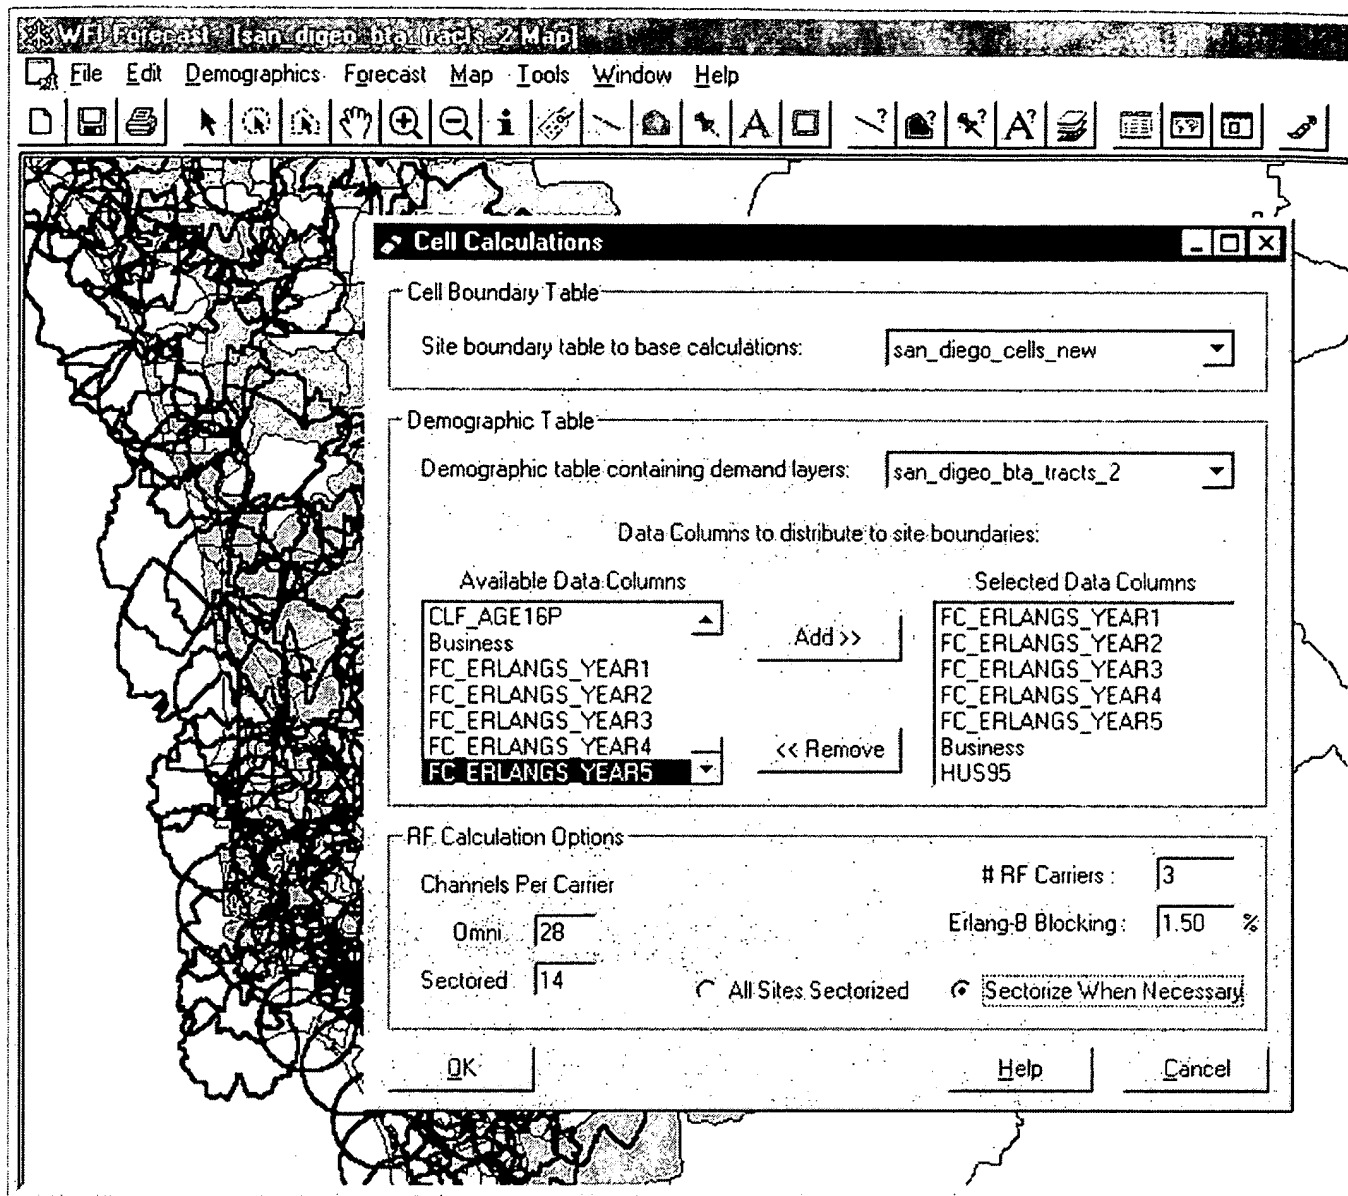 WFI Forecast - [san_digeo_bta_tracts_2 Map]
File Edit Demographics Forecast Map Tools Window Help
Cell Calculations
Cell Boundary Table
Site boundary table to base calculations: san_diego_cells_new
Demographic Table
Demographic table containing demand layers: san_digeo_bta_tracts_2
Data Columns to distribute to site boundaries:
Available Data Columns Selected Data Columns
CLF_AGE16P FC_ERLANGS_YEAR1
Business Add >> FC_ERLANGS_YEAR2
FC_ERLANGS_YEAR1 FC_ERLANGS_YEAR3
FC_ERLANGS_YEAR2 FC_ERLANGS_YEAR4
FC_ERLANGS_YEAR3 FC_ERLANGS_YEAR5
FC_ERLANGS_YEAR4 << Remove Business
FC_ERLANGS_YEAR5 HUS95
RF Calculation Options
Channels Per Carrier # RF Carriers : 3
Omni 28 Erlang-B Blocking : 1.50 %
Sectored 14 All Sites Sectorized Sectorize When Necessary
OK Help Cancel